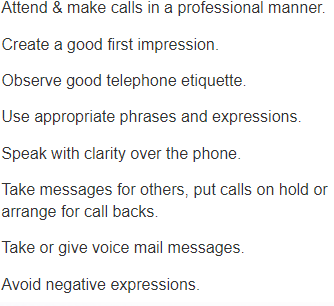 Attend & make calls in a professional manner.
Create a good first impression.
Observe good telephone etiquette.
Use appropriate phrases and expressions.
Speak with clarity over the phone.
Take messages for others, put calls on hold or
arrange for call backs.
Take or give voice mail messages.
Avoid negative expressions.